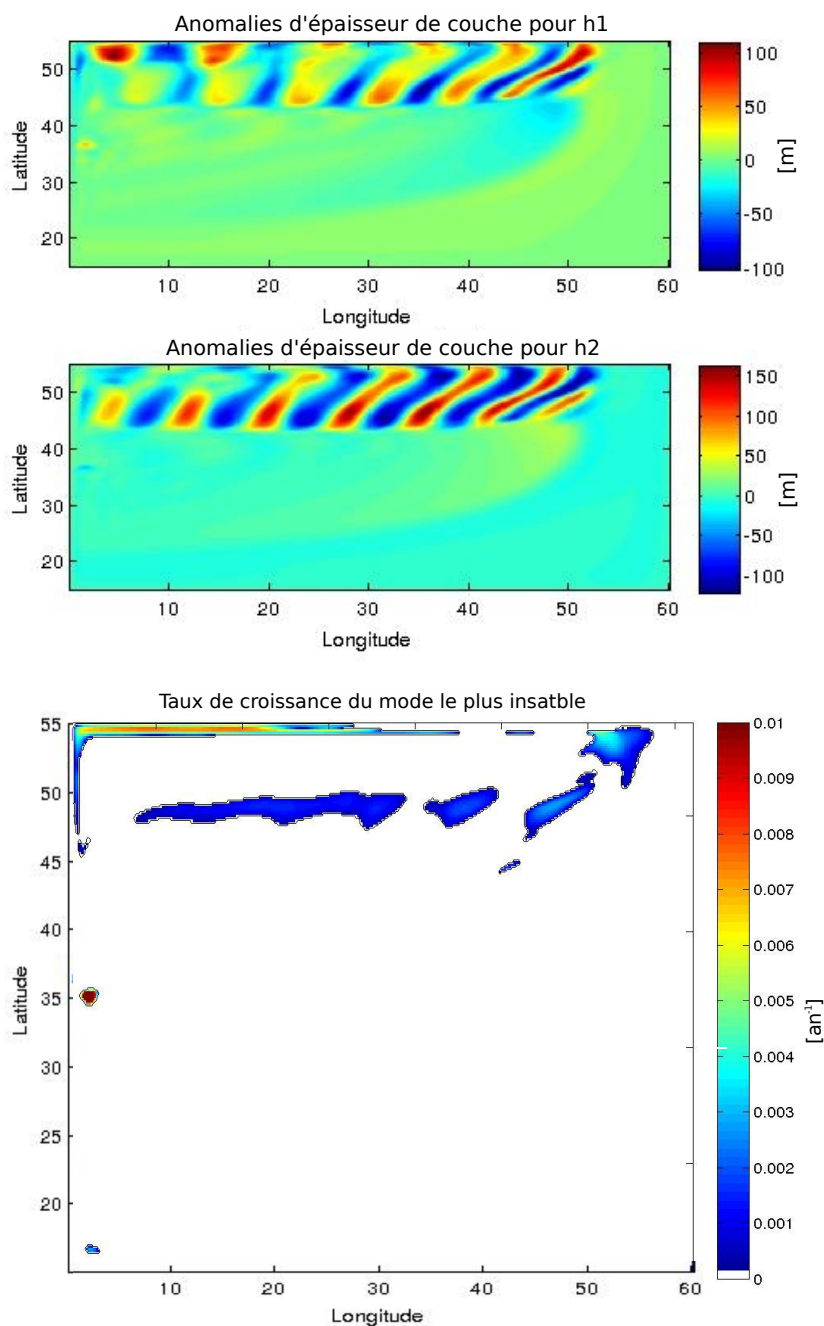 Anomalies d'épaisseur de couche pour h1
50
40
30
20
Latitude
10 20 30 40 50 60
Longitude
100
50
0
-50
-100
[m]
Anomalies d'épaisseur de couche pour h2
50
40
30
20
Latitude
10 20 30 40 50 60
Longitude
150
100
50
0
-50
-100
[m]
Taux de croissance du mode le plus insatble
55
50
45
40
35
30
25
20
Latitude
10 20 30 40 50 60
Longitude
0.01
0.009
0.008
0.007
0.006
0.005
0.004
0.003
0.002
0.001
0
[an⁻¹]